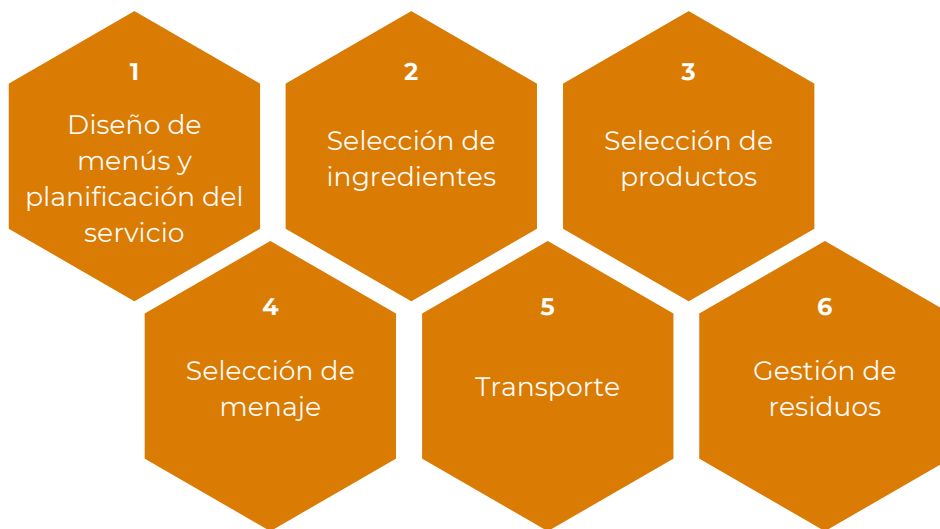 1
Diseño de
menús y
planificación del
servicio
2
Selección de
ingredientes
3
Selección de
productos
4
Selección de
menaje
5
Transporte
6
Gestión de
residuos